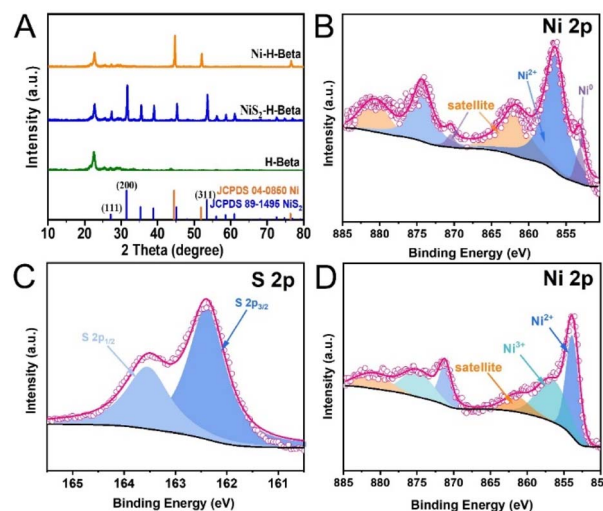 A
Intensity (a.u.)
Ni-H-Beta
NiS2-H-Beta
H-Beta
JCPDS 04-0850 Ni
(200)
(311)
JCPDS 89-1495 NiS2
(111)
10 20 30 40 50 60 70 80
2 Theta (degree)
B
Ni 2p
Intensity (a.u.)
Ni2+
Ni0
satellite
885 880 875 870 865 860 855
Binding Energy (eV)
C
S 2p
Intensity (a.u.)
S 2p3/2
S 2p1/2
165 164 163 162 161
Binding Energy (eV)
D
Ni 2p
Intensity (a.u.)
Ni2+
Ni3+
satellite
885 880 875 870 865 860 855 850
Binding Energy (eV)